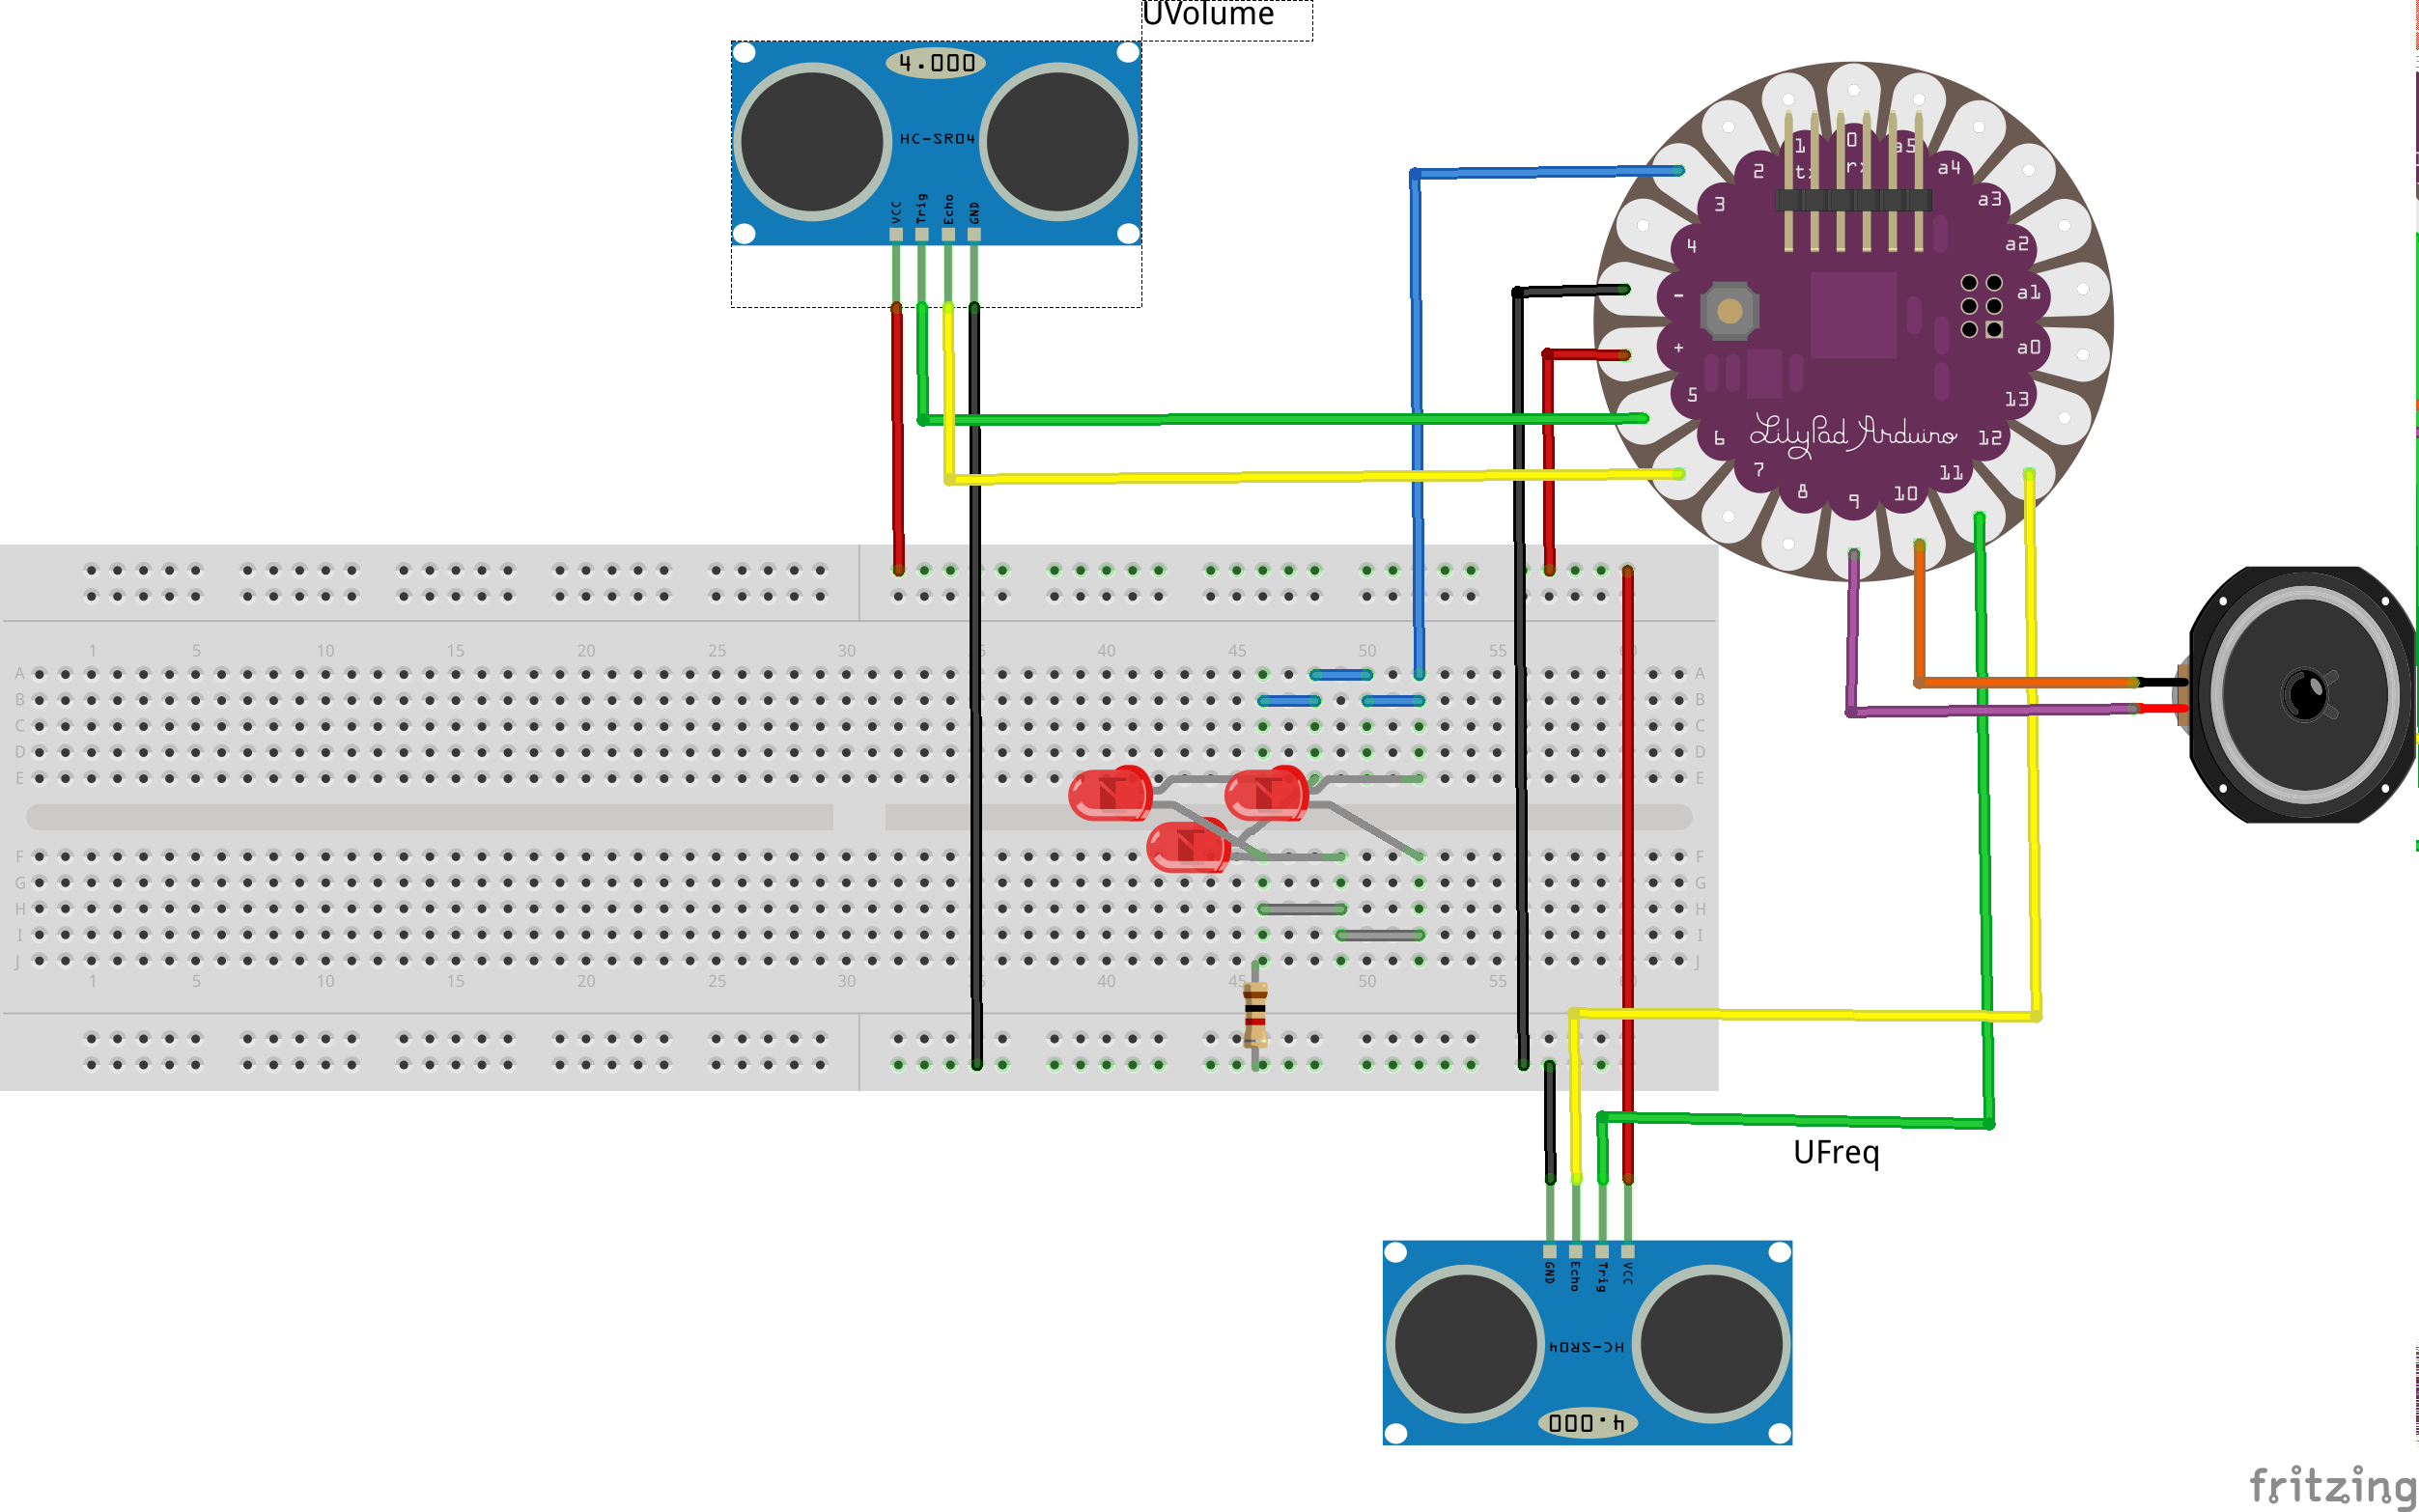 UVolume
4.000
HC-SR04
VCC Trig Echo GND
1 0 a5
tx rx
2 a4
3 a3
4 a2
- a1
+ a0
5 13
6 LilyPad Arduino 12
7 11
8 10
9
1 5 10 15 20 25 30 40 45 50 55
A A
B B
C C
D D
E E
F F
G G
H H
I I
J J
1 5 10 15 20 25 30 40 45 50 55
UFreq
GND Echo Trig VCC
HC-SR04
4.000
fritzing